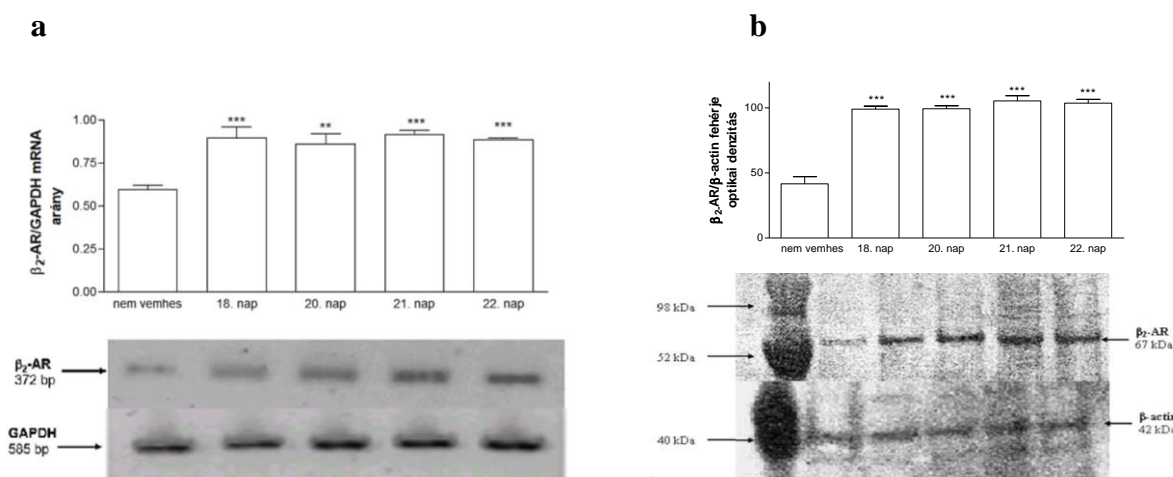 a
β2-AR/GAPDH mRNA
arány
1.00
0.75
0.50
0.25
0.00
***
**
***
***
nem vemhes
18. nap
20. nap
21. nap
22. nap
β2-AR
372 bp
GAPDH
585 bp
b
β2-AR/β-actin fehérje
optikai denzitás
100
50
0
***
***
***
***
nem vemhes
18. nap
20. nap
21. nap
22. nap
98 kDa
52 kDa
40 kDa
β2-AR
67 kDa
β-actin
42 kDa